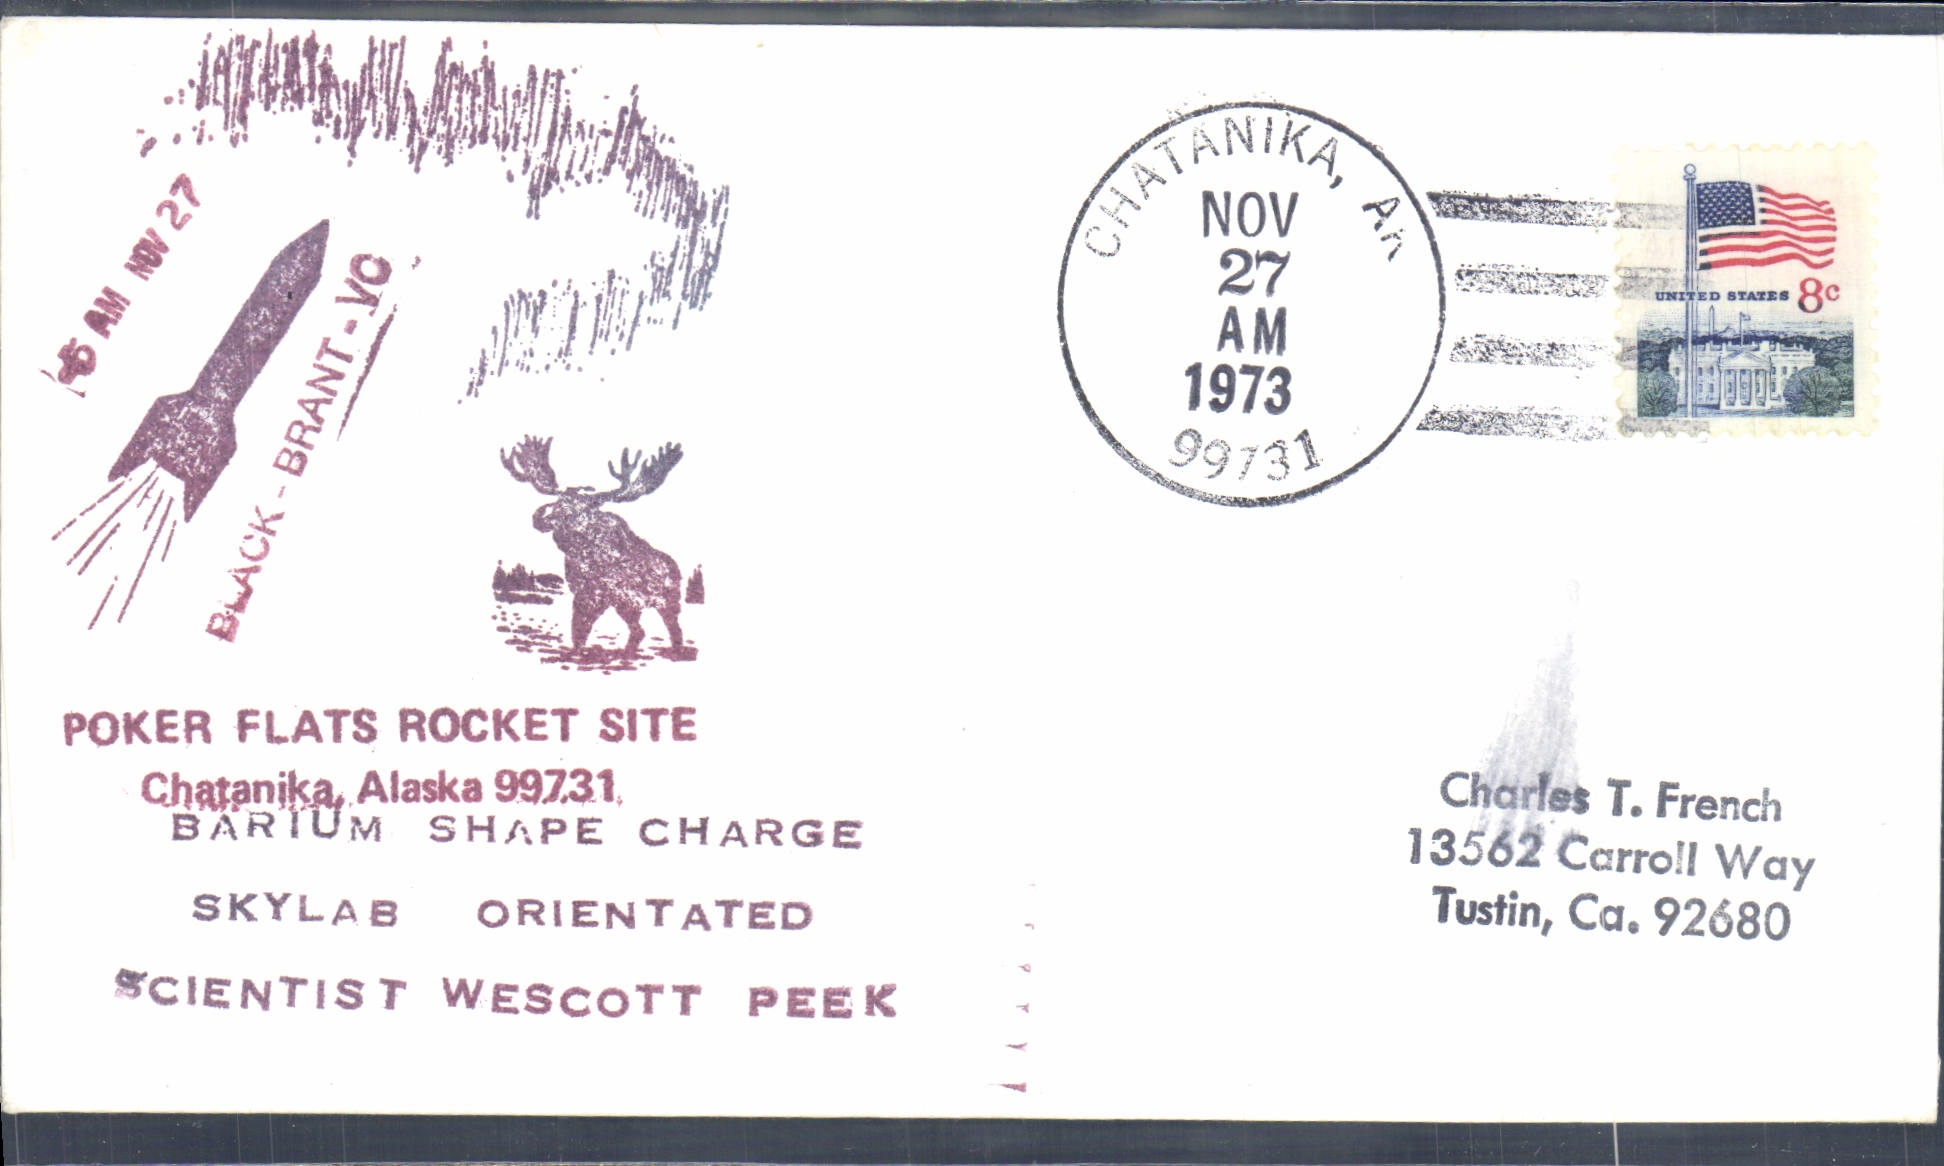 AM NOV 27
BLACK-BRANT-VC
POKER FLATS ROCKET SITE
Chatanika, Alaska 99731
BARIUM SHAPE CHARGE
SKYLAB ORIENTATED
SCIENTIST WESCOTT PEEK
CHATANIKA, AK
NOV
27
AM
1973
99731
UNITED STATES 8c
Charles T. French
13562 Carroll Way
Tustin, Ca. 92680